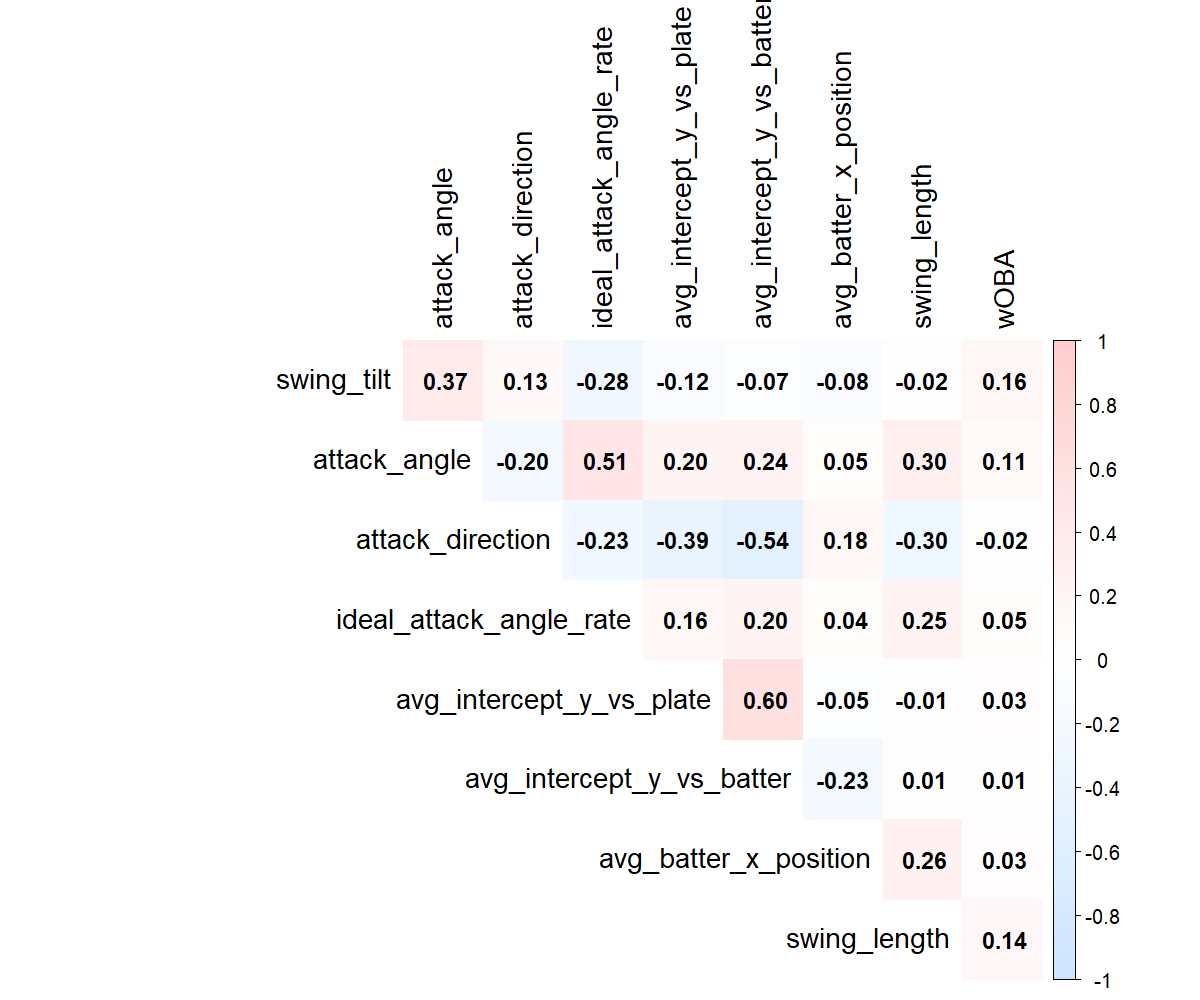 attack_angle
attack_direction
ideal_attack_angle_rate
avg_intercept_y_vs_plate
avg_intercept_y_vs_batte
avg_batter_x_position
swing_length
wOBA
swing_tilt 0.37 0.13 -0.28 -0.12 -0.07 -0.08 -0.02 0.16
attack_angle -0.20 0.51 0.20 0.24 0.05 0.30 0.11
attack_direction -0.23 -0.39 -0.54 0.18 -0.30 -0.02
ideal_attack_angle_rate 0.16 0.20 0.04 0.25 0.05
avg_intercept_y_vs_plate 0.60 -0.05 -0.01 0.03
avg_intercept_y_vs_batter -0.23 0.01 0.01
avg_batter_x_position 0.26 0.03
swing_length 0.14
1
0.8
0.6
0.4
0.2
0
-0.2
-0.4
-0.6
-0.8
-1